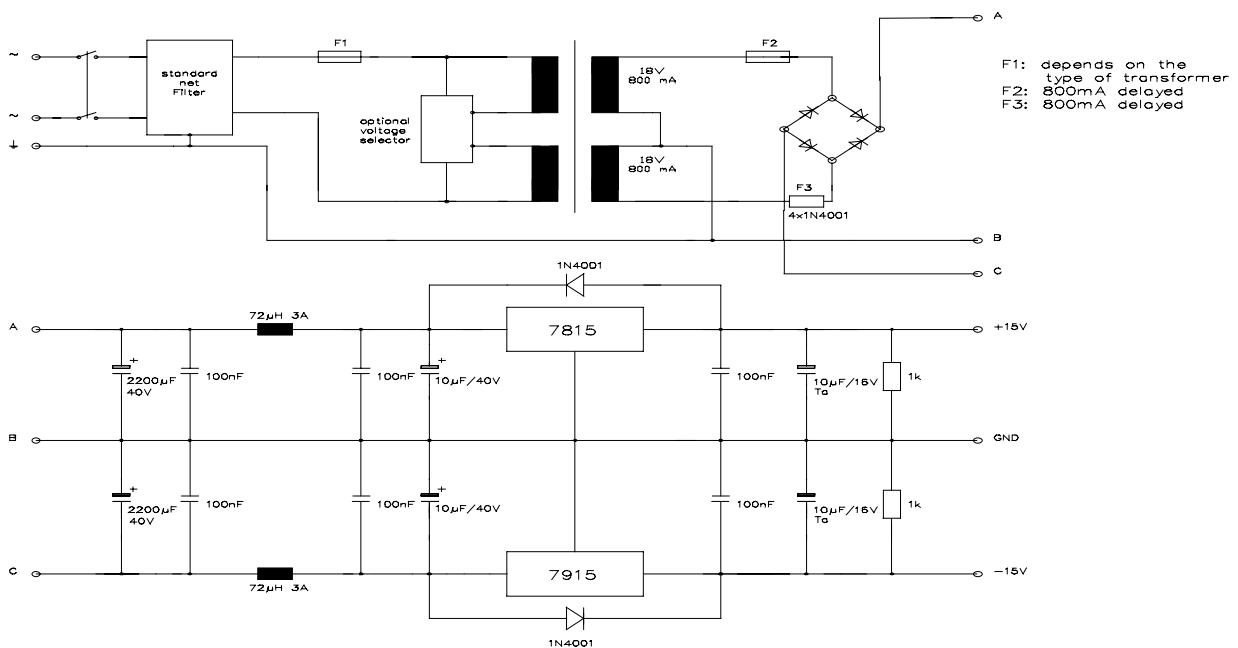 A
~
F1
F2
standard
net
Filter
18V
800 mA
F1: depends on the
type of transformer
F2: 800mA delayed
F3: 800mA delayed
~
optional
voltage
selector
18V
800 mA
F3
4x1N4001
B
C
1N4001
72µH 3A
A
7815
+15V
2200µF
40V
100nF
100nF
10µF/40V
100nF
10µF/16V
Ta
1k
B
GND
2200µF
40V
100nF
100nF
10µF/40V
100nF
10µF/16V
Ta
1k
C
7915
-15V
72µH 3A
1N4001